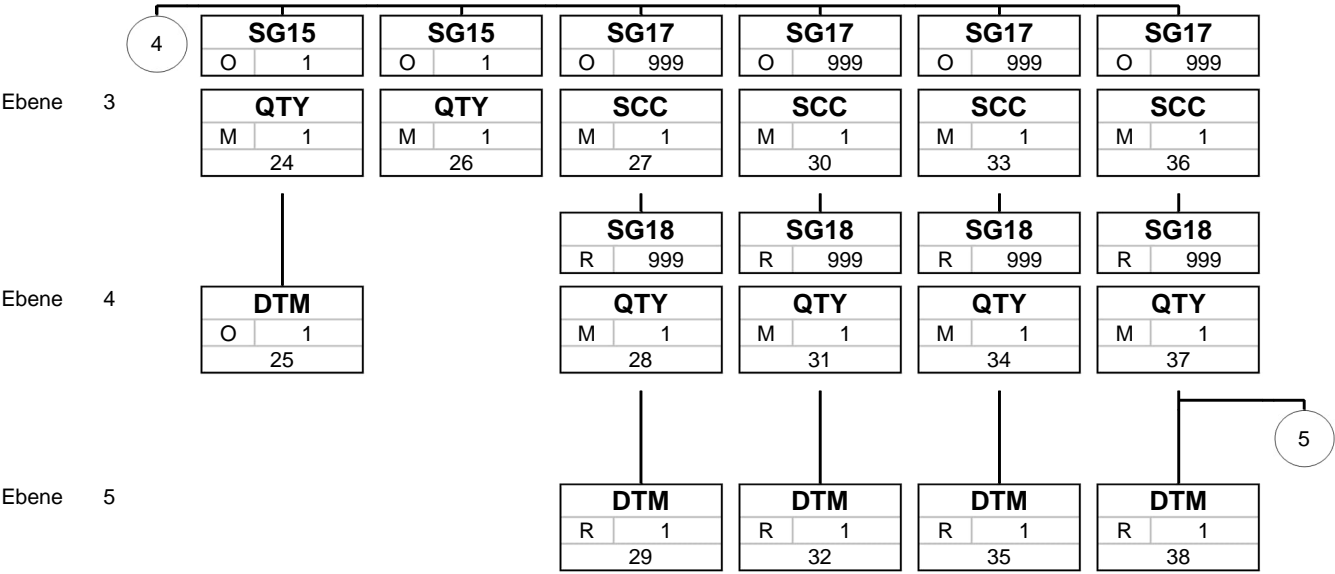 4
SG15 SG15 SG17 SG17 SG17 SG17
O 1 O 1 O 999 O 999 O 999 O 999
Ebene 3
QTY QTY SCC SCC SCC SCC
M 1 M 1 M 1 M 1 M 1 M 1
24 26 27 30 33 36
SG18 SG18 SG18 SG18
R 999 R 999 R 999 R 999
Ebene 4
DTM QTY QTY QTY QTY
O 1 M 1 M 1 M 1 M 1
25 28 31 34 37
5
Ebene 5
DTM DTM DTM DTM
R 1 R 1 R 1 R 1
29 32 35 38